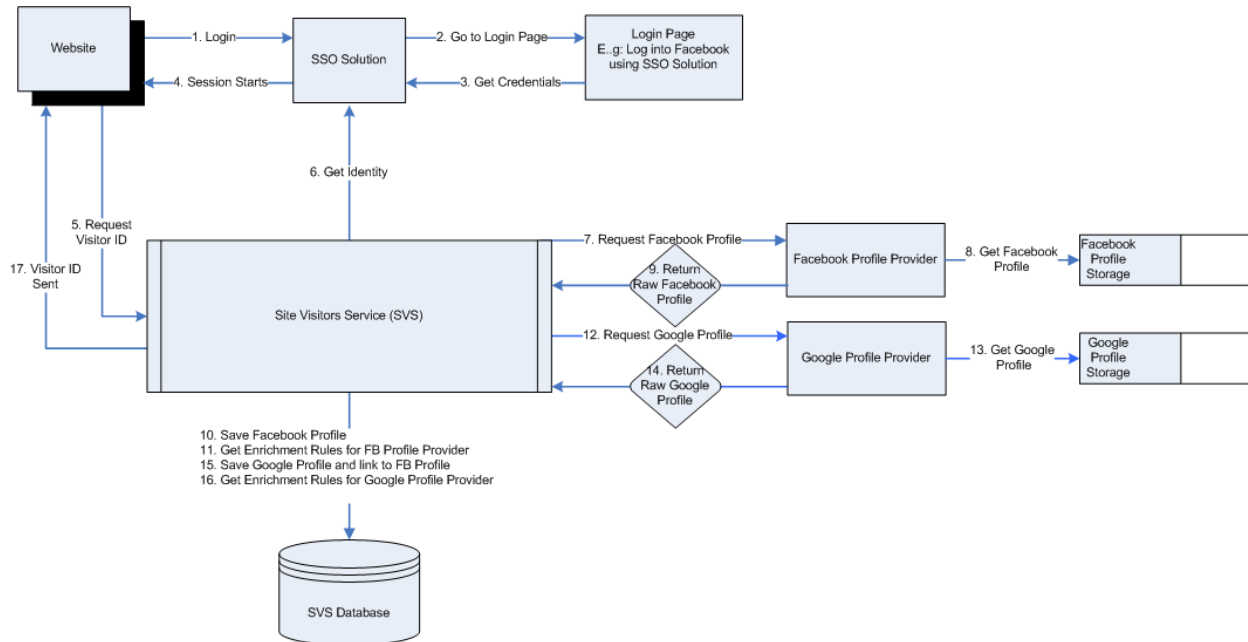 Website
1. Login
SSO Solution
2. Go to Login Page
Login Page
E..g: Log into Facebook
using SSO Solution
4. Session Starts
3. Get Credentials
6. Get Identity
5. Request
Visitor ID
17. Visitor ID
Sent
Site Visitors Service (SVS)
7. Request Facebook Profile
Facebook Profile Provider
8. Get Facebook
Profile
Facebook
Profile
Storage
9. Return
Raw Facebook
Profile
12. Request Google Profile
Google Profile Provider
13. Get Google
Profile
Google
Profile
Storage
14. Return
Raw Google
Profile
10. Save Facebook Profile
11. Get Enrichment Rules for FB Profile Provider
15. Save Google Profile and link to FB Profile
16. Get Enrichment Rules for Google Profile Provider
SVS Database